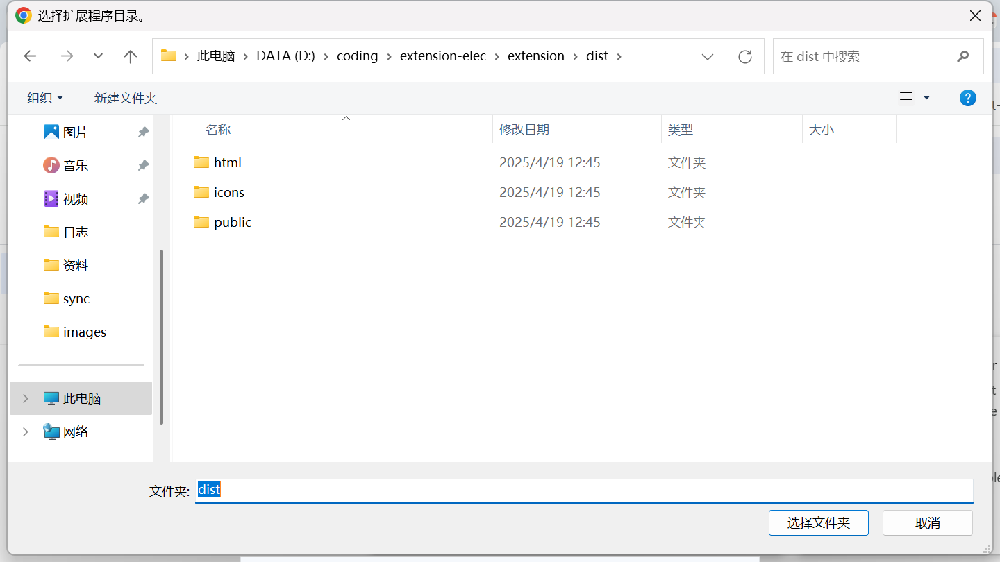 选择扩展程序目录。
此电脑 > DATA (D:) > coding > extension-elec > extension > dist >
在 dist 中搜索
组织
新建文件夹
?
图片
音乐
视频
日志
资料
sync
images
此电脑
网络
名称 修改日期 类型 大小
html 2025/4/19 12:45 文件夹
icons 2025/4/19 12:45 文件夹
public 2025/4/19 12:45 文件夹
文件夹: dist
选择文件夹 取消